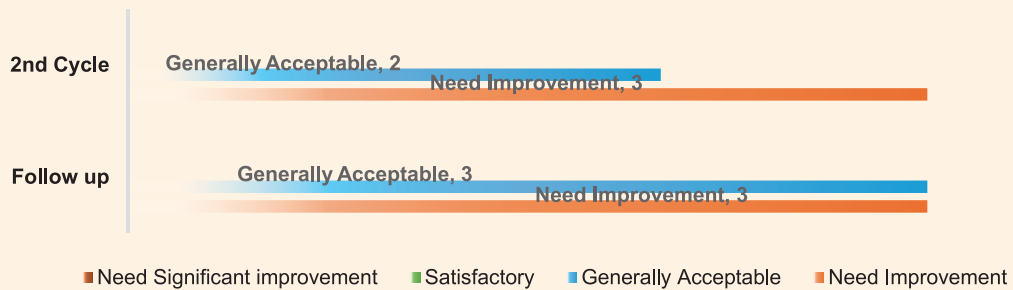 2nd Cycle
Generally Acceptable, 2
Need Improvement, 3
Follow up
Generally Acceptable, 3
Need Improvement, 3
Need Significant improvement Satisfactory Generally Acceptable Need Improvement